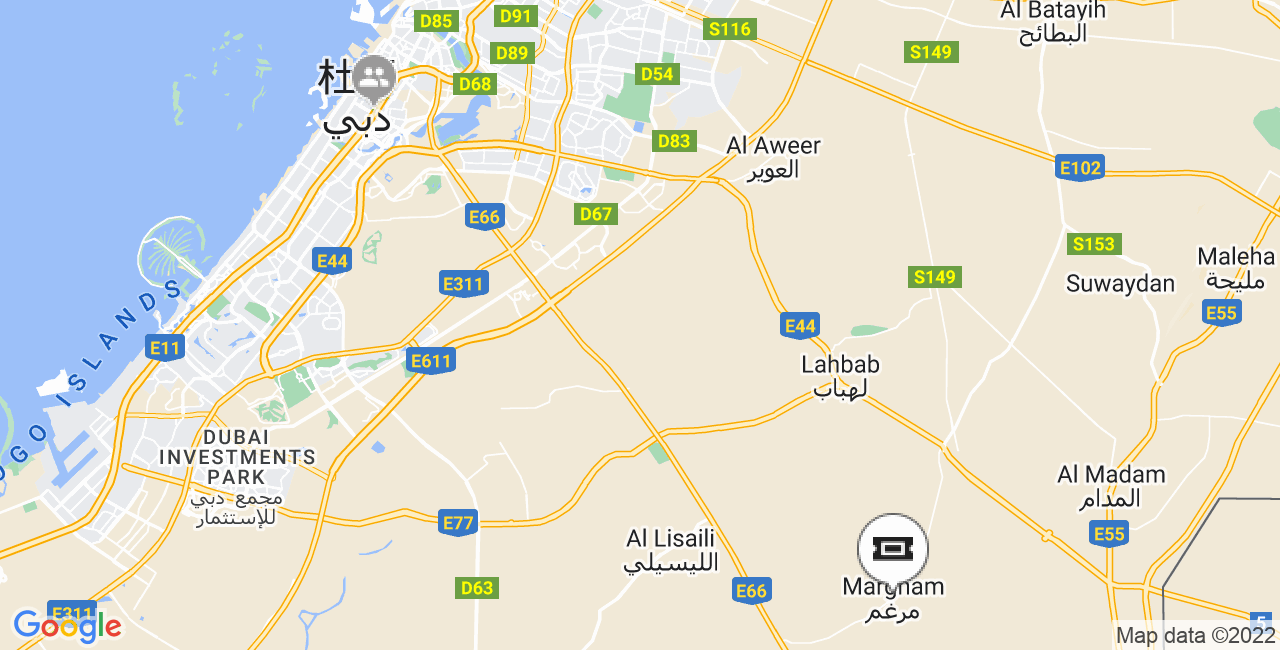 D85
D91
Al Batayih
البطائح
S116
S149
D89
D54
D68
杜
دبي
D83
Al Aweer
العوير
E102
E66
D67
S153
Maleha
مليحة
Suwaydan
E44
E311
S149
E55
E44
ISLANDS
E11
E611
Lahbab
لهباب
DUBAI
INVESTMENTS
PARK
مجمع دبي
للإستثمار
Al Madam
المدام
E77
E55
Al Lisaili
الليسيلي
D63
E66
Margham
مرغم
E311
Google
5
Map data ©2022